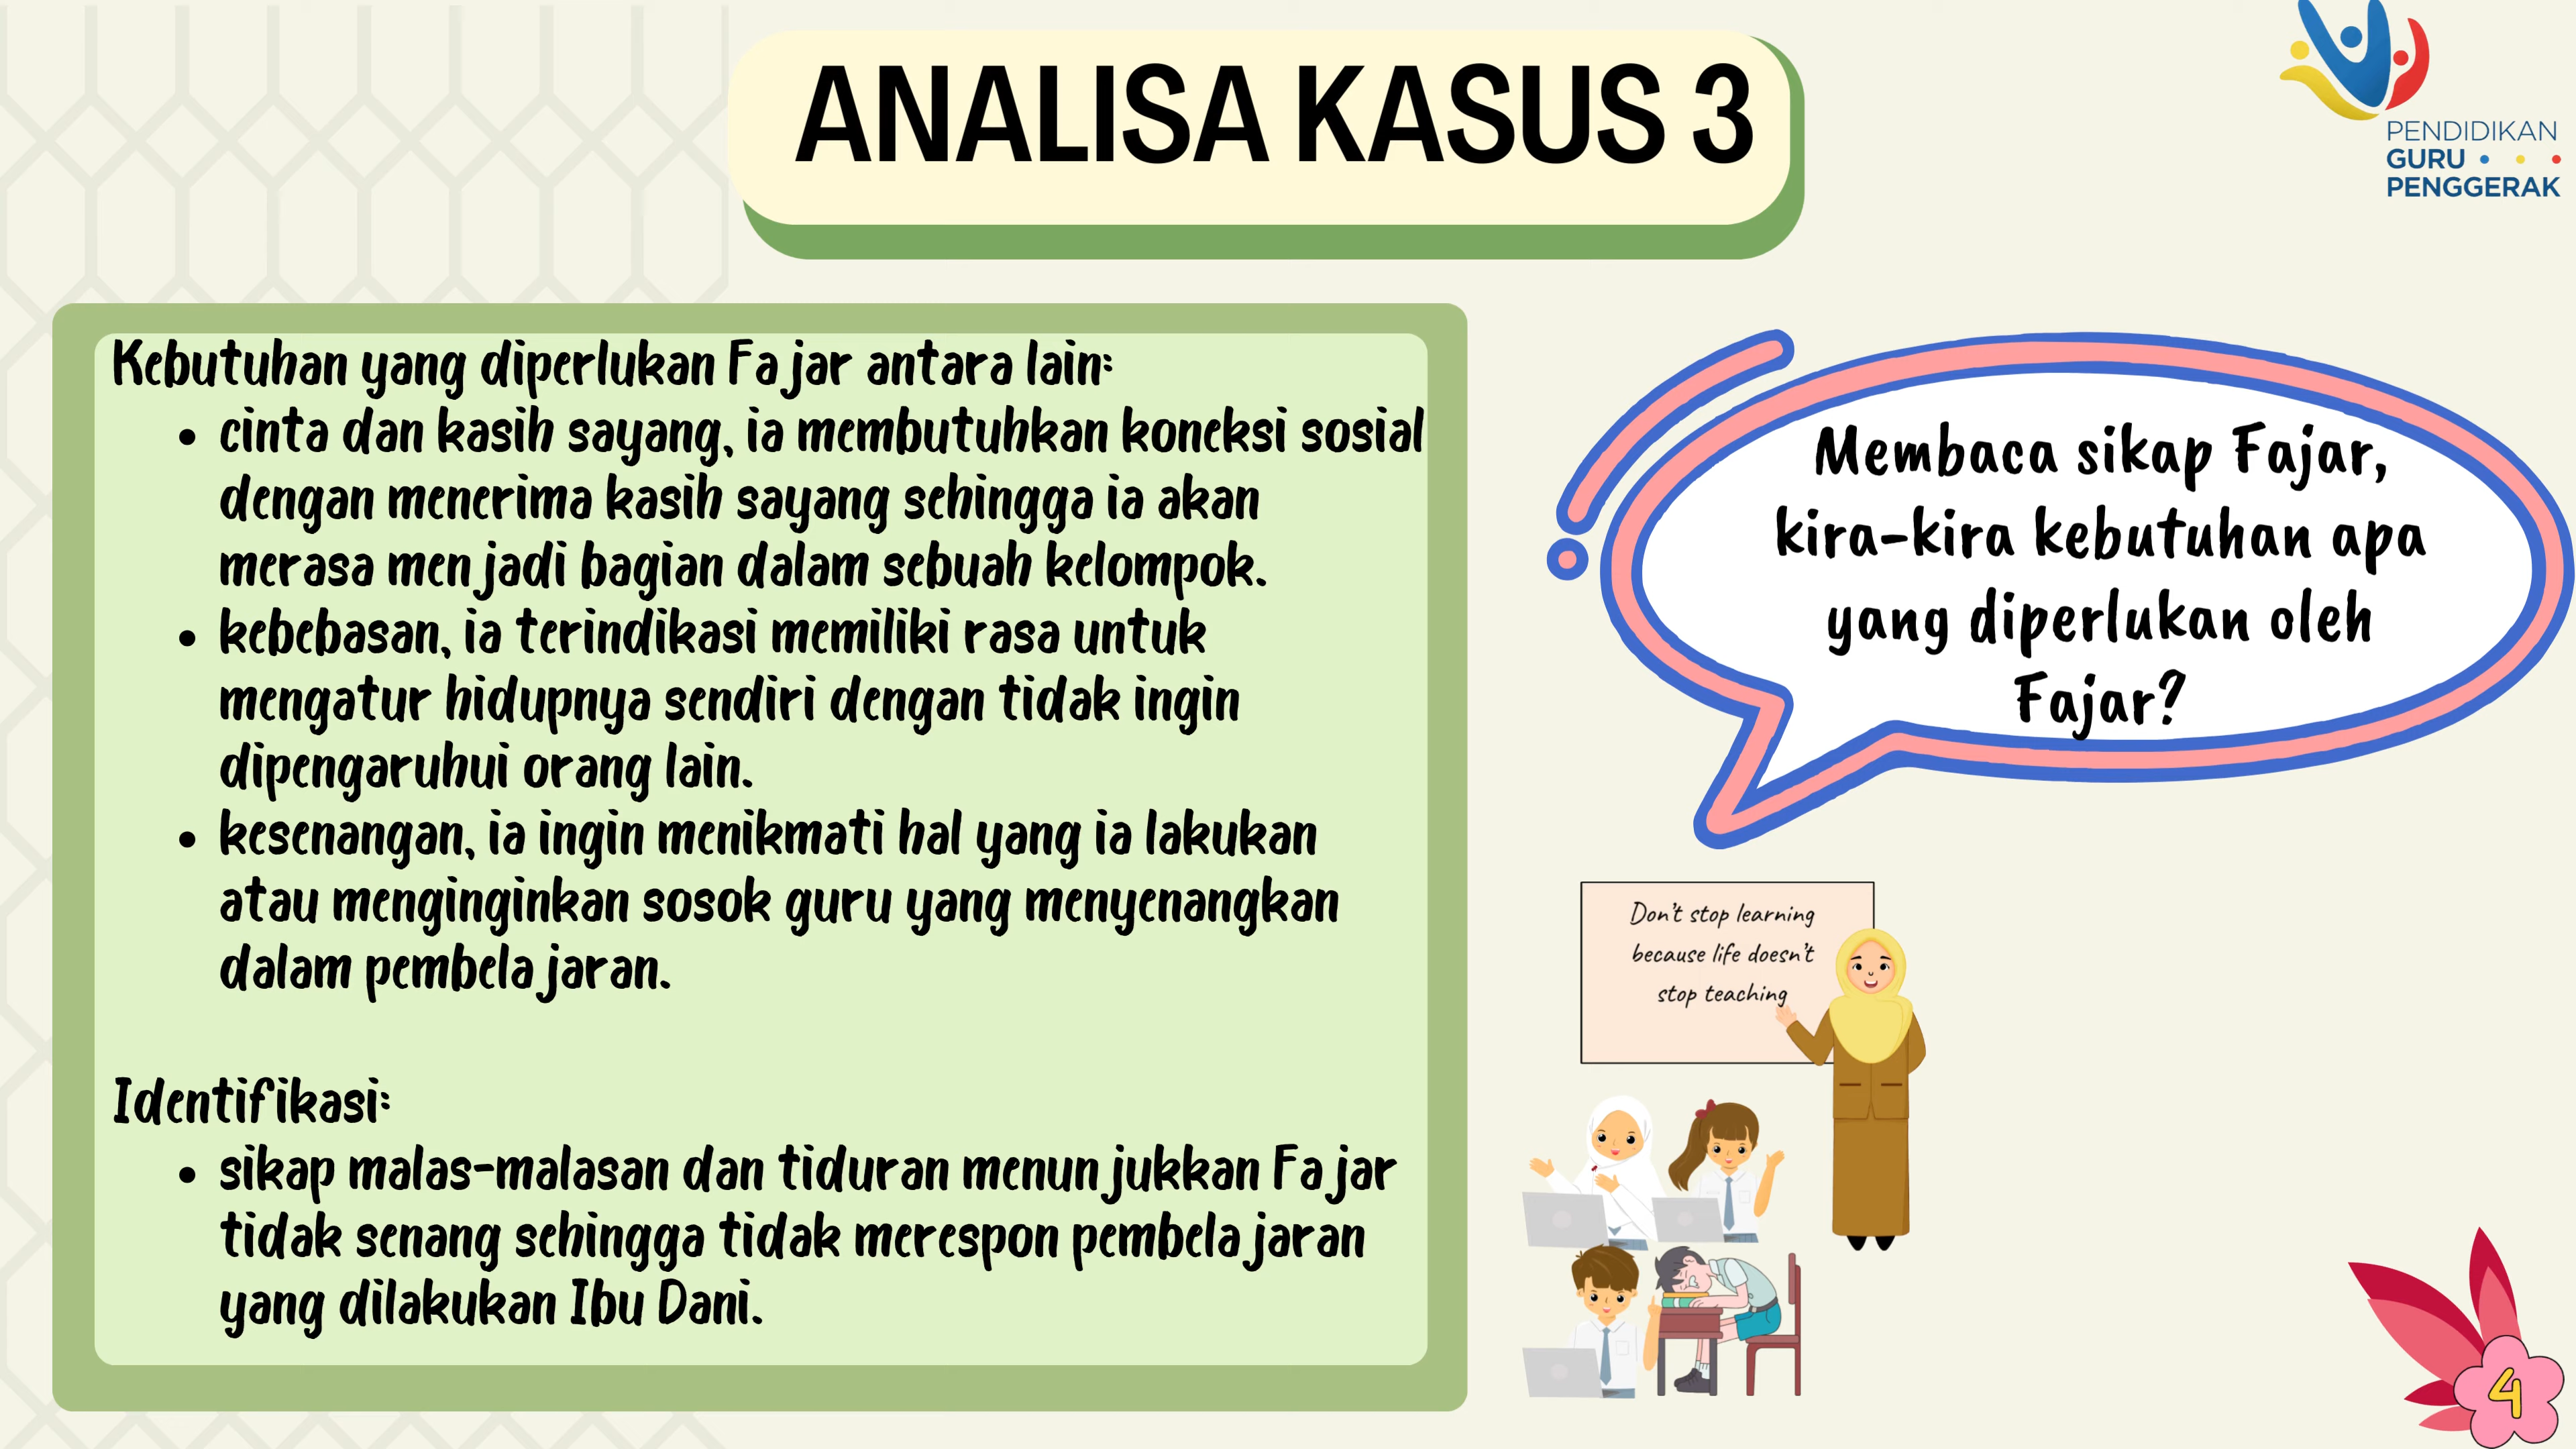 ANALISA KASUS 3
PENDIDIKAN
GURU
PENGGERAK
Kebutuhan yang diperlukan Fajar antara lain:
• cinta dan kasih sayang, ia membutuhkan koneksi sosial
dengan menerima kasih sayang sehingga ia akan
merasa menjadi bagian dalam sebuah kelompok.
• kebebasan, ia terindikasi memiliki rasa untuk
mengatur hidupnya sendiri dengan tidak ingin
dipengaruhui orang lain.
• kesenangan, ia ingin menikmati hal yang ia lakukan
atau menginginkan sosok guru yang menyenangkan
dalam pembelajaran.
Identifikasi:
• sikap malas-malasan dan tiduran menunjukkan Fajar
tidak senang sehingga tidak merespon pembelajaran
yang dilakukan Ibu Dani.
Membaca sikap Fajar,
kira-kira kebutuhan apa
yang diperlukan oleh
Fajar?
Don't stop learning
because life doesn't
stop teaching
4